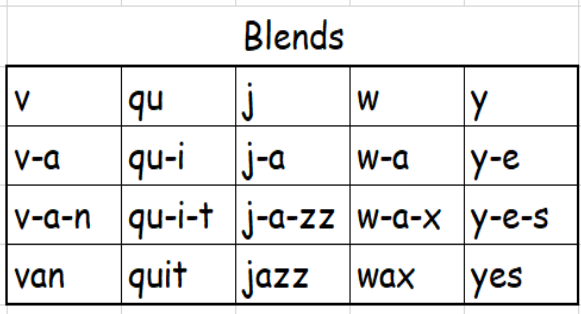 Blends
v qu j w y
v-a qu-i j-a w-a y-e
v-a-n qu-i-t j-a-zz w-a-x y-e-s
van quit jazz wax yes